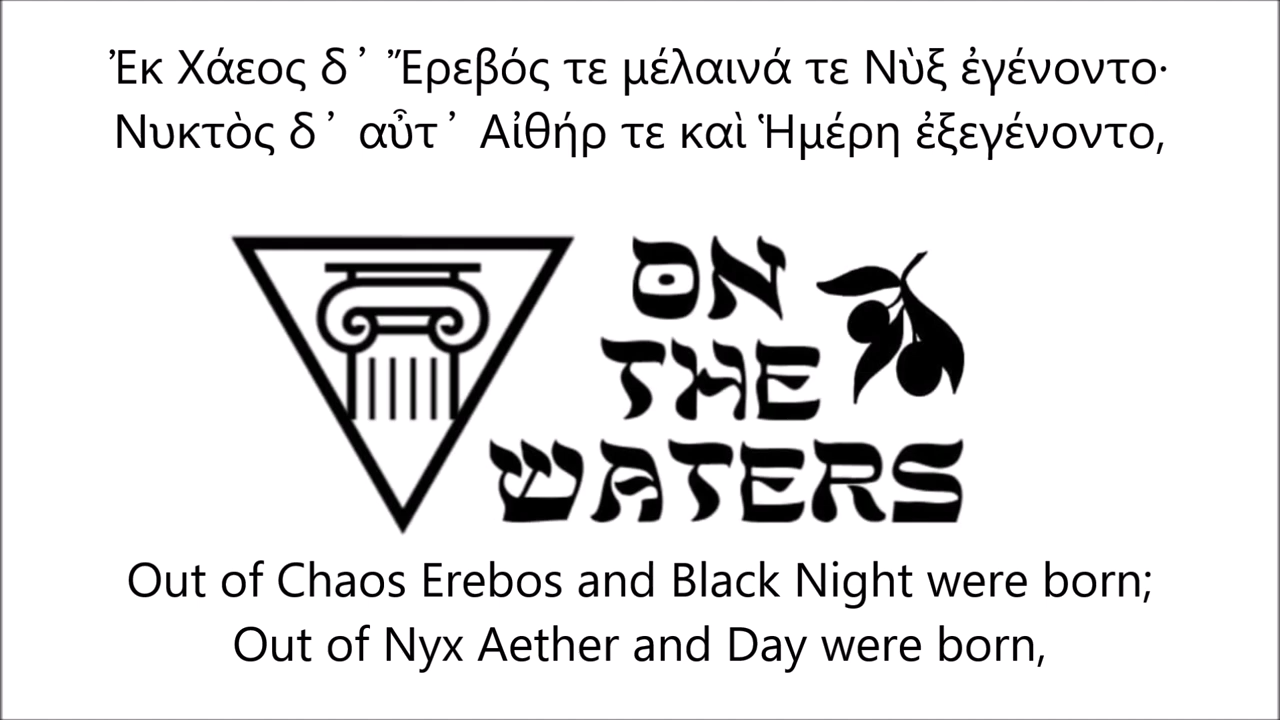 Ἐκ Χάεος δ᾽ Ἔρεβός τε μέλαινά τε Νὺξ ἐγένοντο·
Νυκτὸς δ᾽ αὖτ᾽ Αἰθήρ τε καὶ Ἡμέρη ἐξεγένοντο,
ON
THE
WATERS
Out of Chaos Erebos and Black Night were born;
Out of Nyx Aether and Day were born,